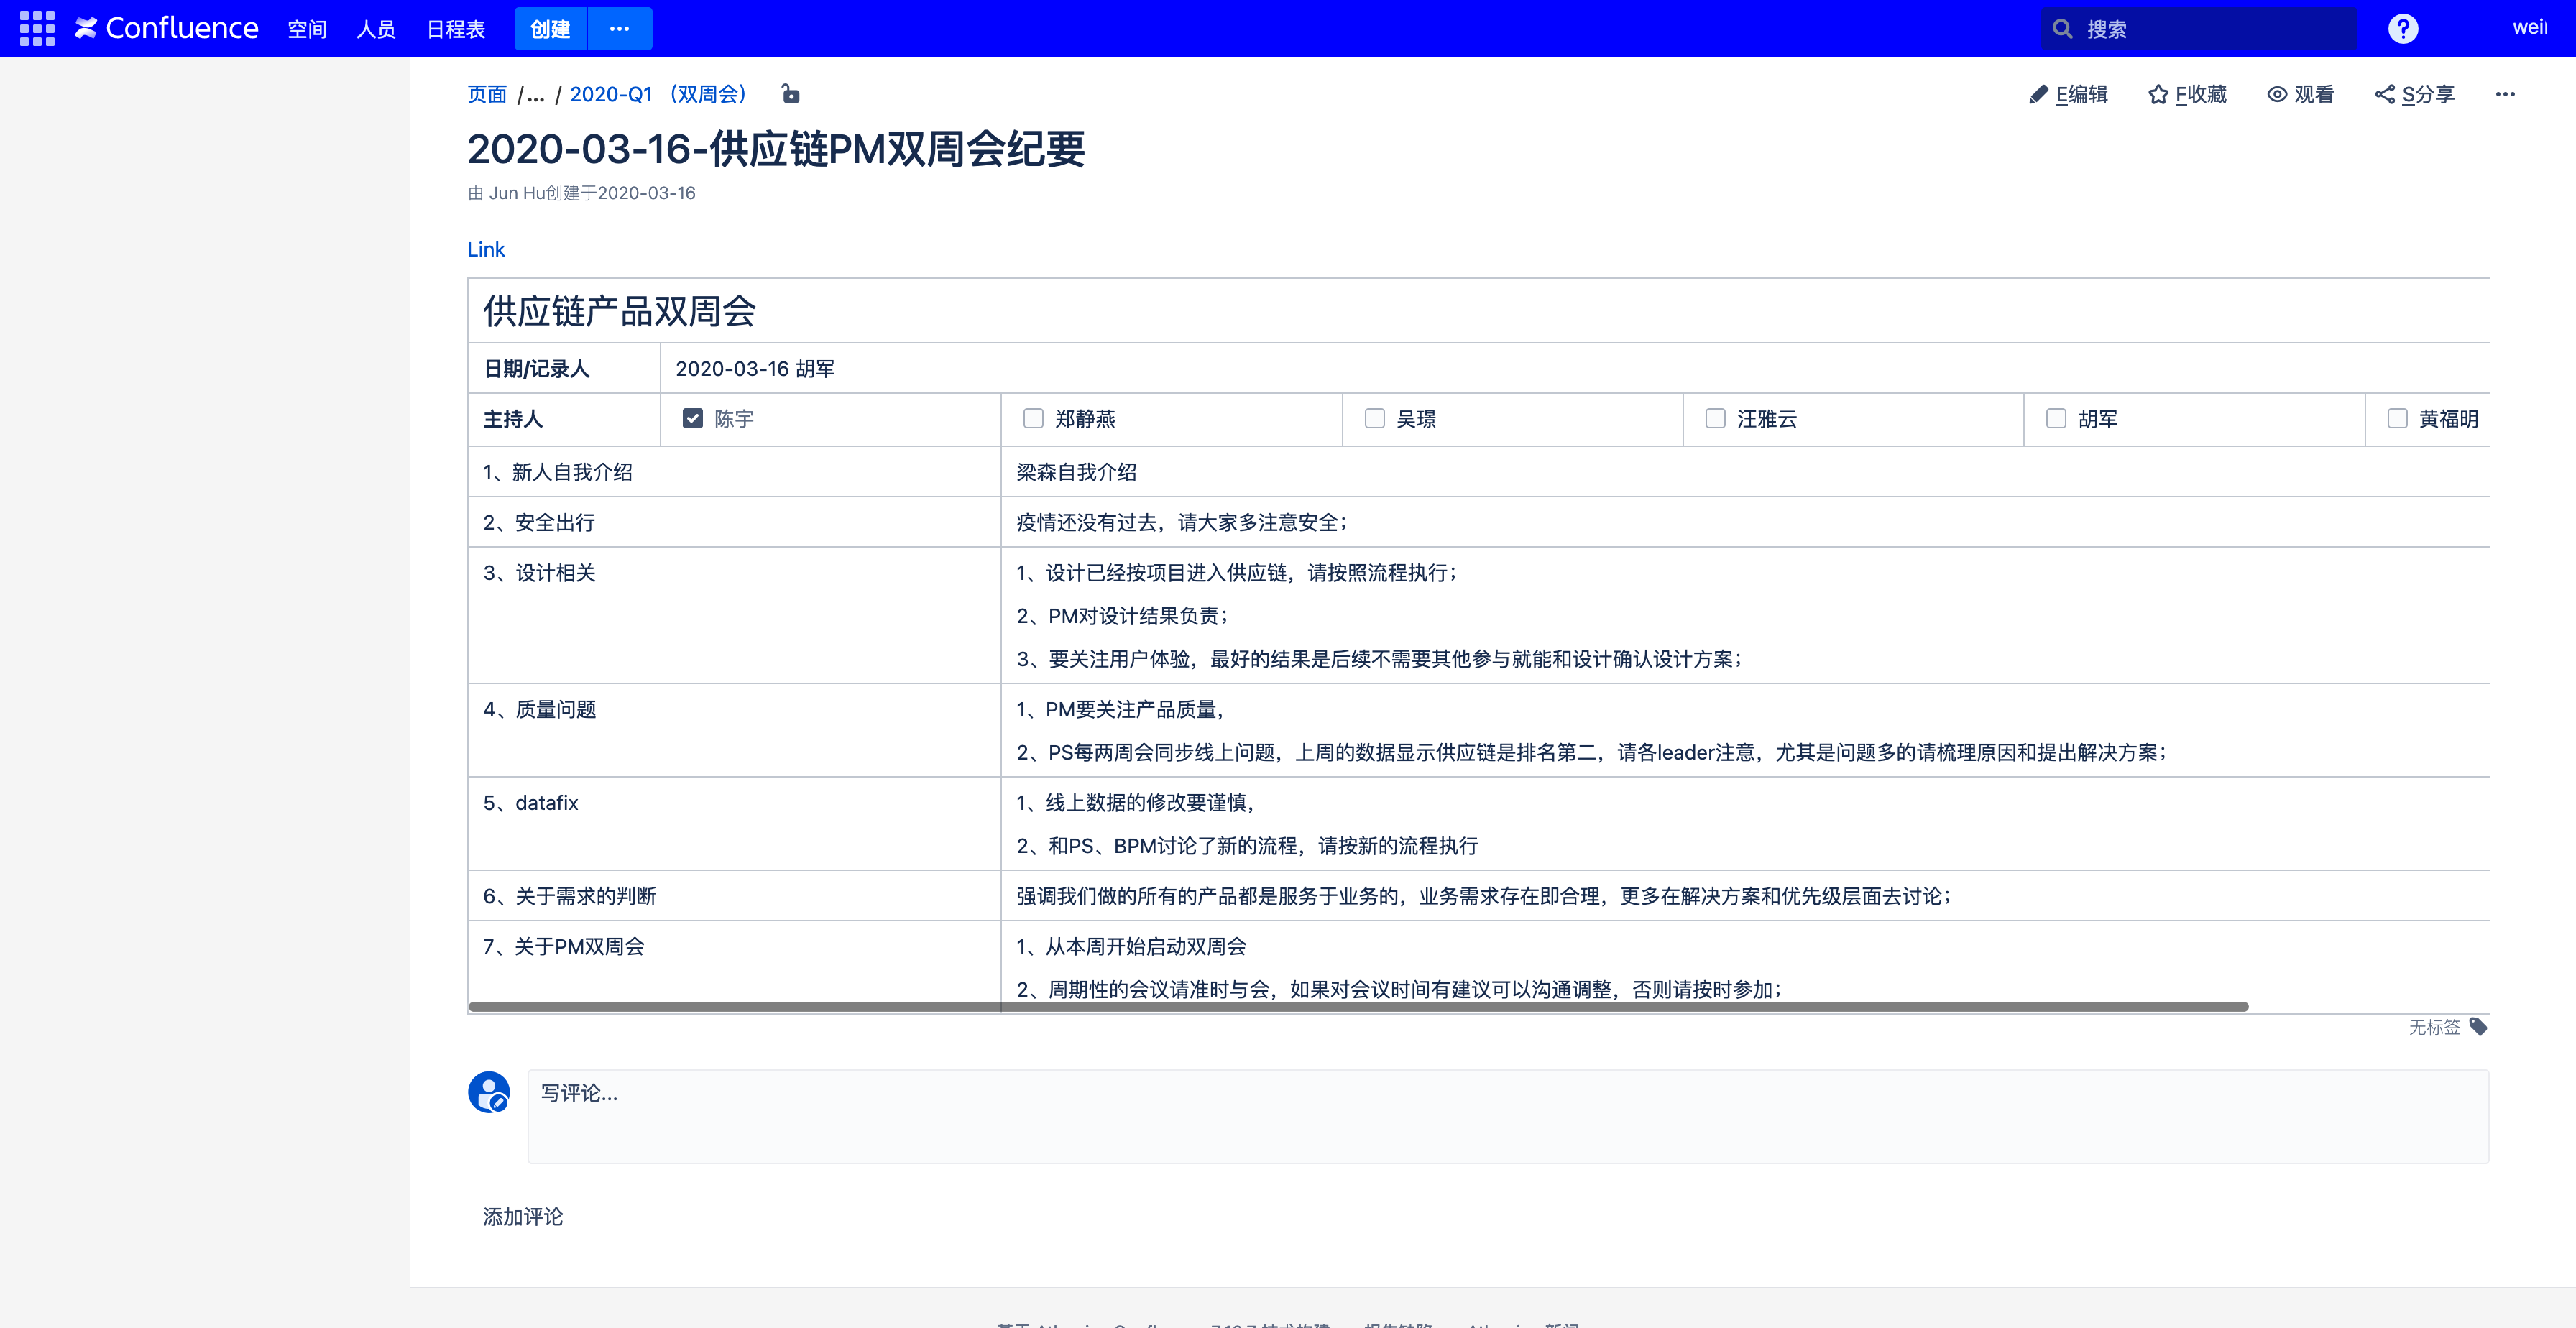 Confluence 空间 人员 日程表 创建 ··· 搜索 weil
页面 /... / 2020-Q1 （双周会） E编辑 F收藏 观看 S分享 ···
2020-03-16-供应链PM双周会纪要
由 Jun Hu创建于2020-03-16
Link
供应链产品双周会
日期/记录人 2020-03-16 胡军
主持人 陈宇 郑静燕 吴璟 汪雅云 胡军 黄福明
1、新人自我介绍 梁森自我介绍
2、安全出行 疫情还没有过去，请大家多注意安全；
3、设计相关 1、设计已经按项目进入供应链，请按照流程执行；
2、PM对设计结果负责；
3、要关注用户体验，最好的结果是后续不需要其他参与就能和设计确认设计方案；
4、质量问题 1、PM要关注产品质量，
2、PS每两周会同步线上问题，上周的数据显示供应链是排名第二，请各leader注意，尤其是问题多的请梳理原因和提出解决方案；
5、datafix 1、线上数据的修改要谨慎，
2、和PS、BPM讨论了新的流程，请按新的流程执行
6、关于需求的判断 强调我们做的所有的产品都是服务于业务的，业务需求存在即合理，更多在解决方案和优先级层面去讨论；
7、关于PM双周会 1、从本周开始启动双周会
2、周期性的会议请准时与会，如果对会议时间有建议可以沟通调整，否则请按时参加；
无标签
写评论...
添加评论